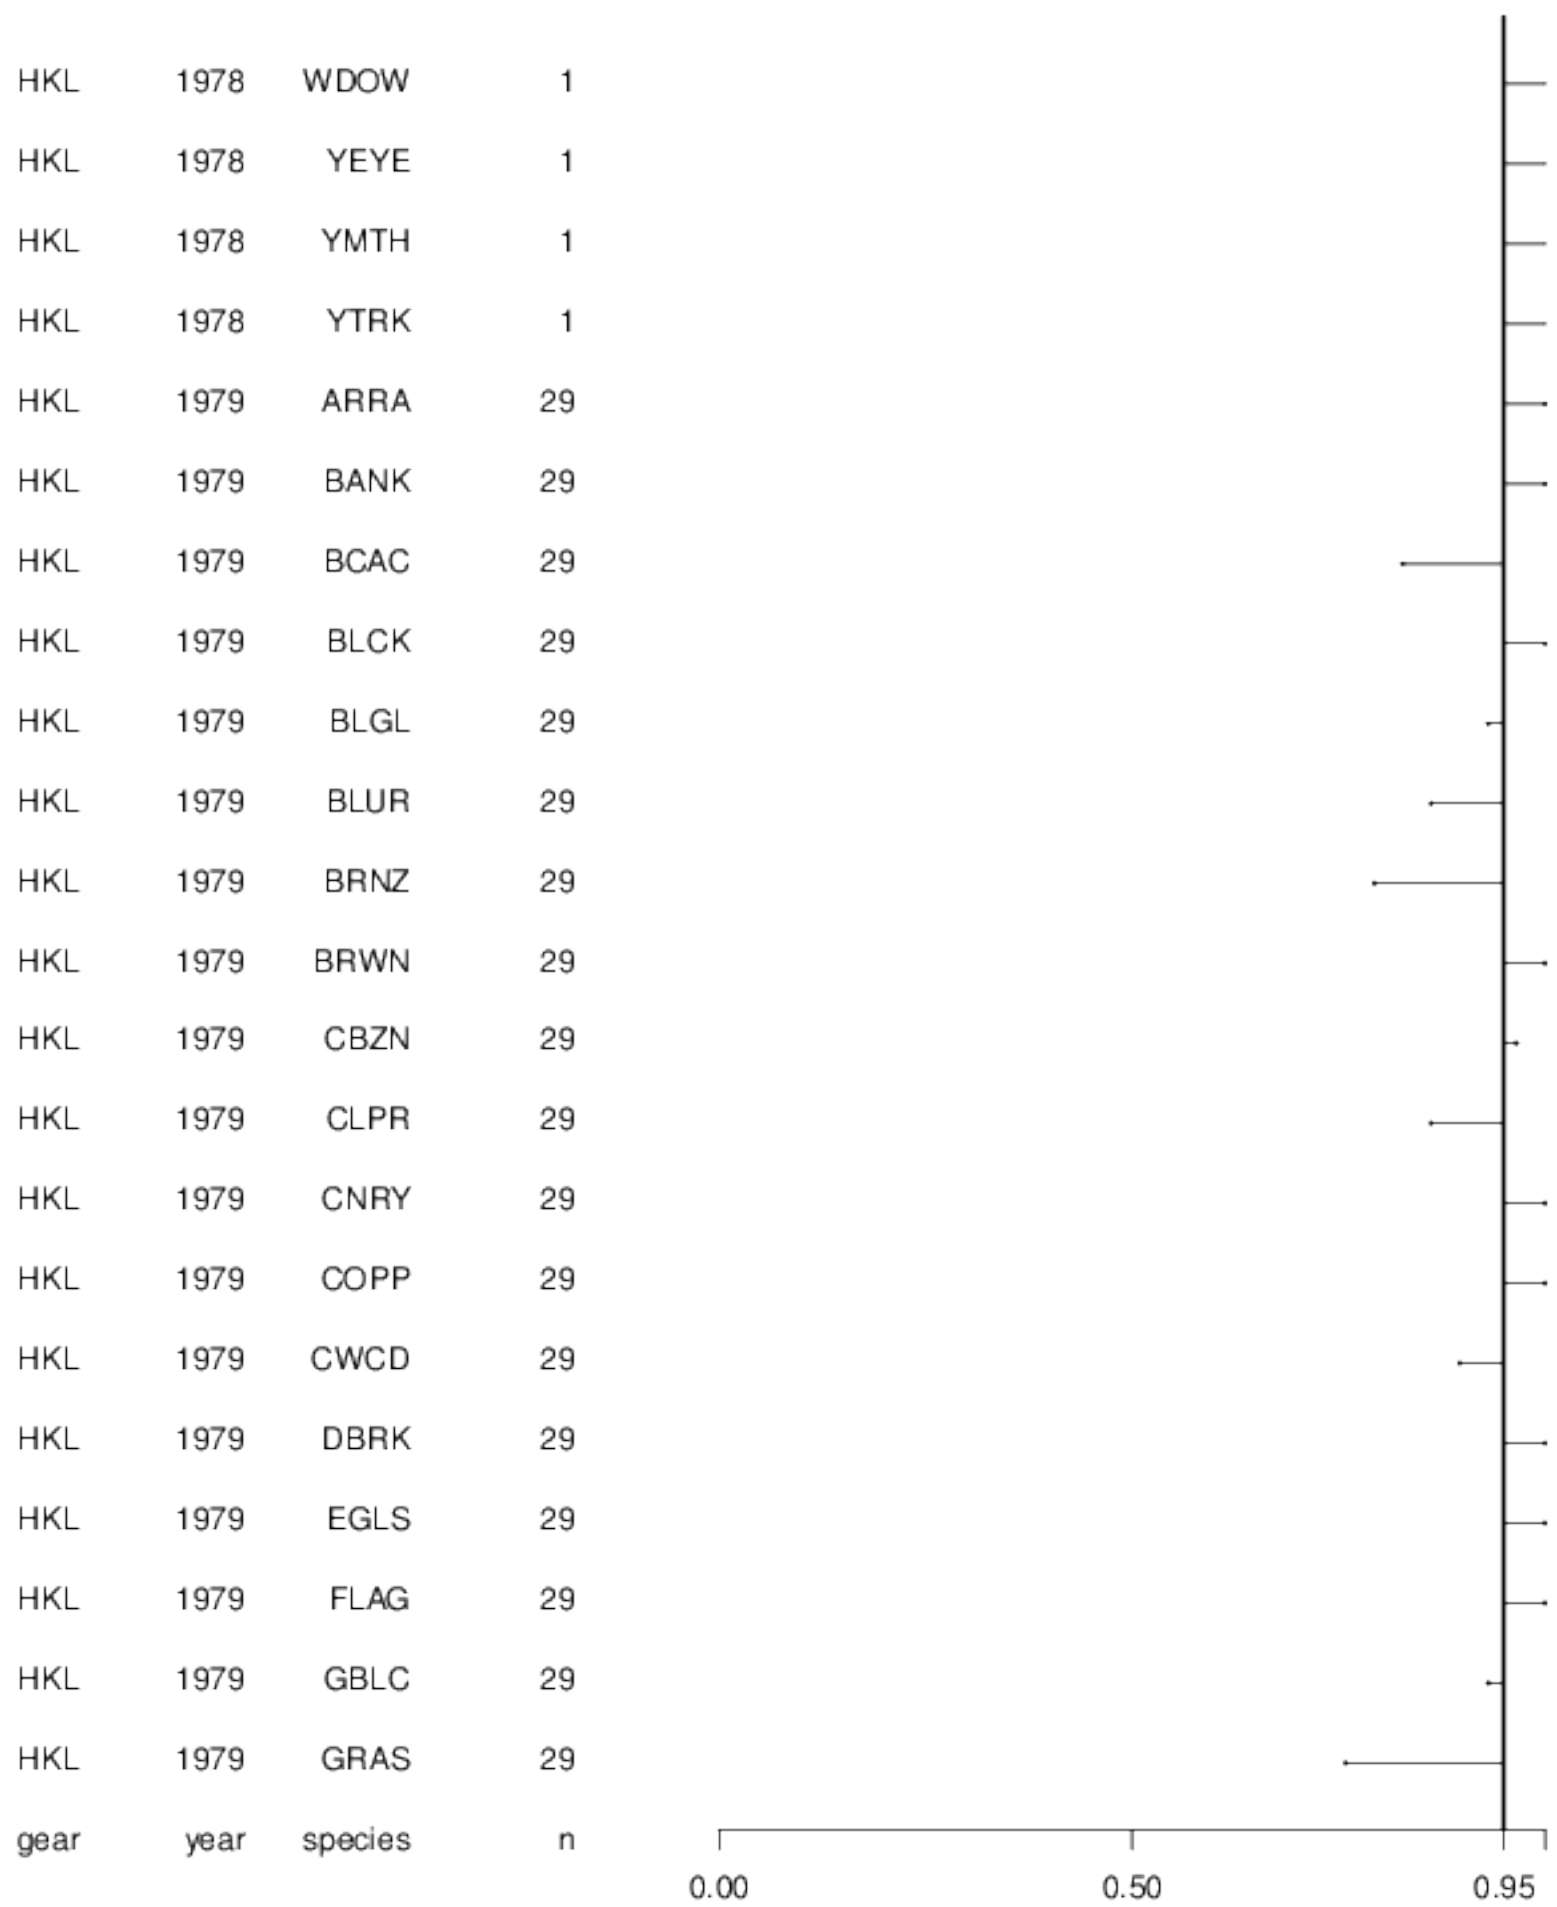 HKL 1978 WDOW 1
HKL 1978 YEYE 1
HKL 1978 YMTH 1
HKL 1978 YTRK 1
HKL 1979 ARRA 29
HKL 1979 BANK 29
HKL 1979 BCAC 29
HKL 1979 BLCK 29
HKL 1979 BLGL 29
HKL 1979 BLUR 29
HKL 1979 BRNZ 29
HKL 1979 BRWN 29
HKL 1979 CBZN 29
HKL 1979 CLPR 29
HKL 1979 CNRY 29
HKL 1979 COPP 29
HKL 1979 CWCD 29
HKL 1979 DBRK 29
HKL 1979 EGLS 29
HKL 1979 FLAG 29
HKL 1979 GBLC 29
HKL 1979 GRAS 29
gear year species n
0.00 0.50 0.95